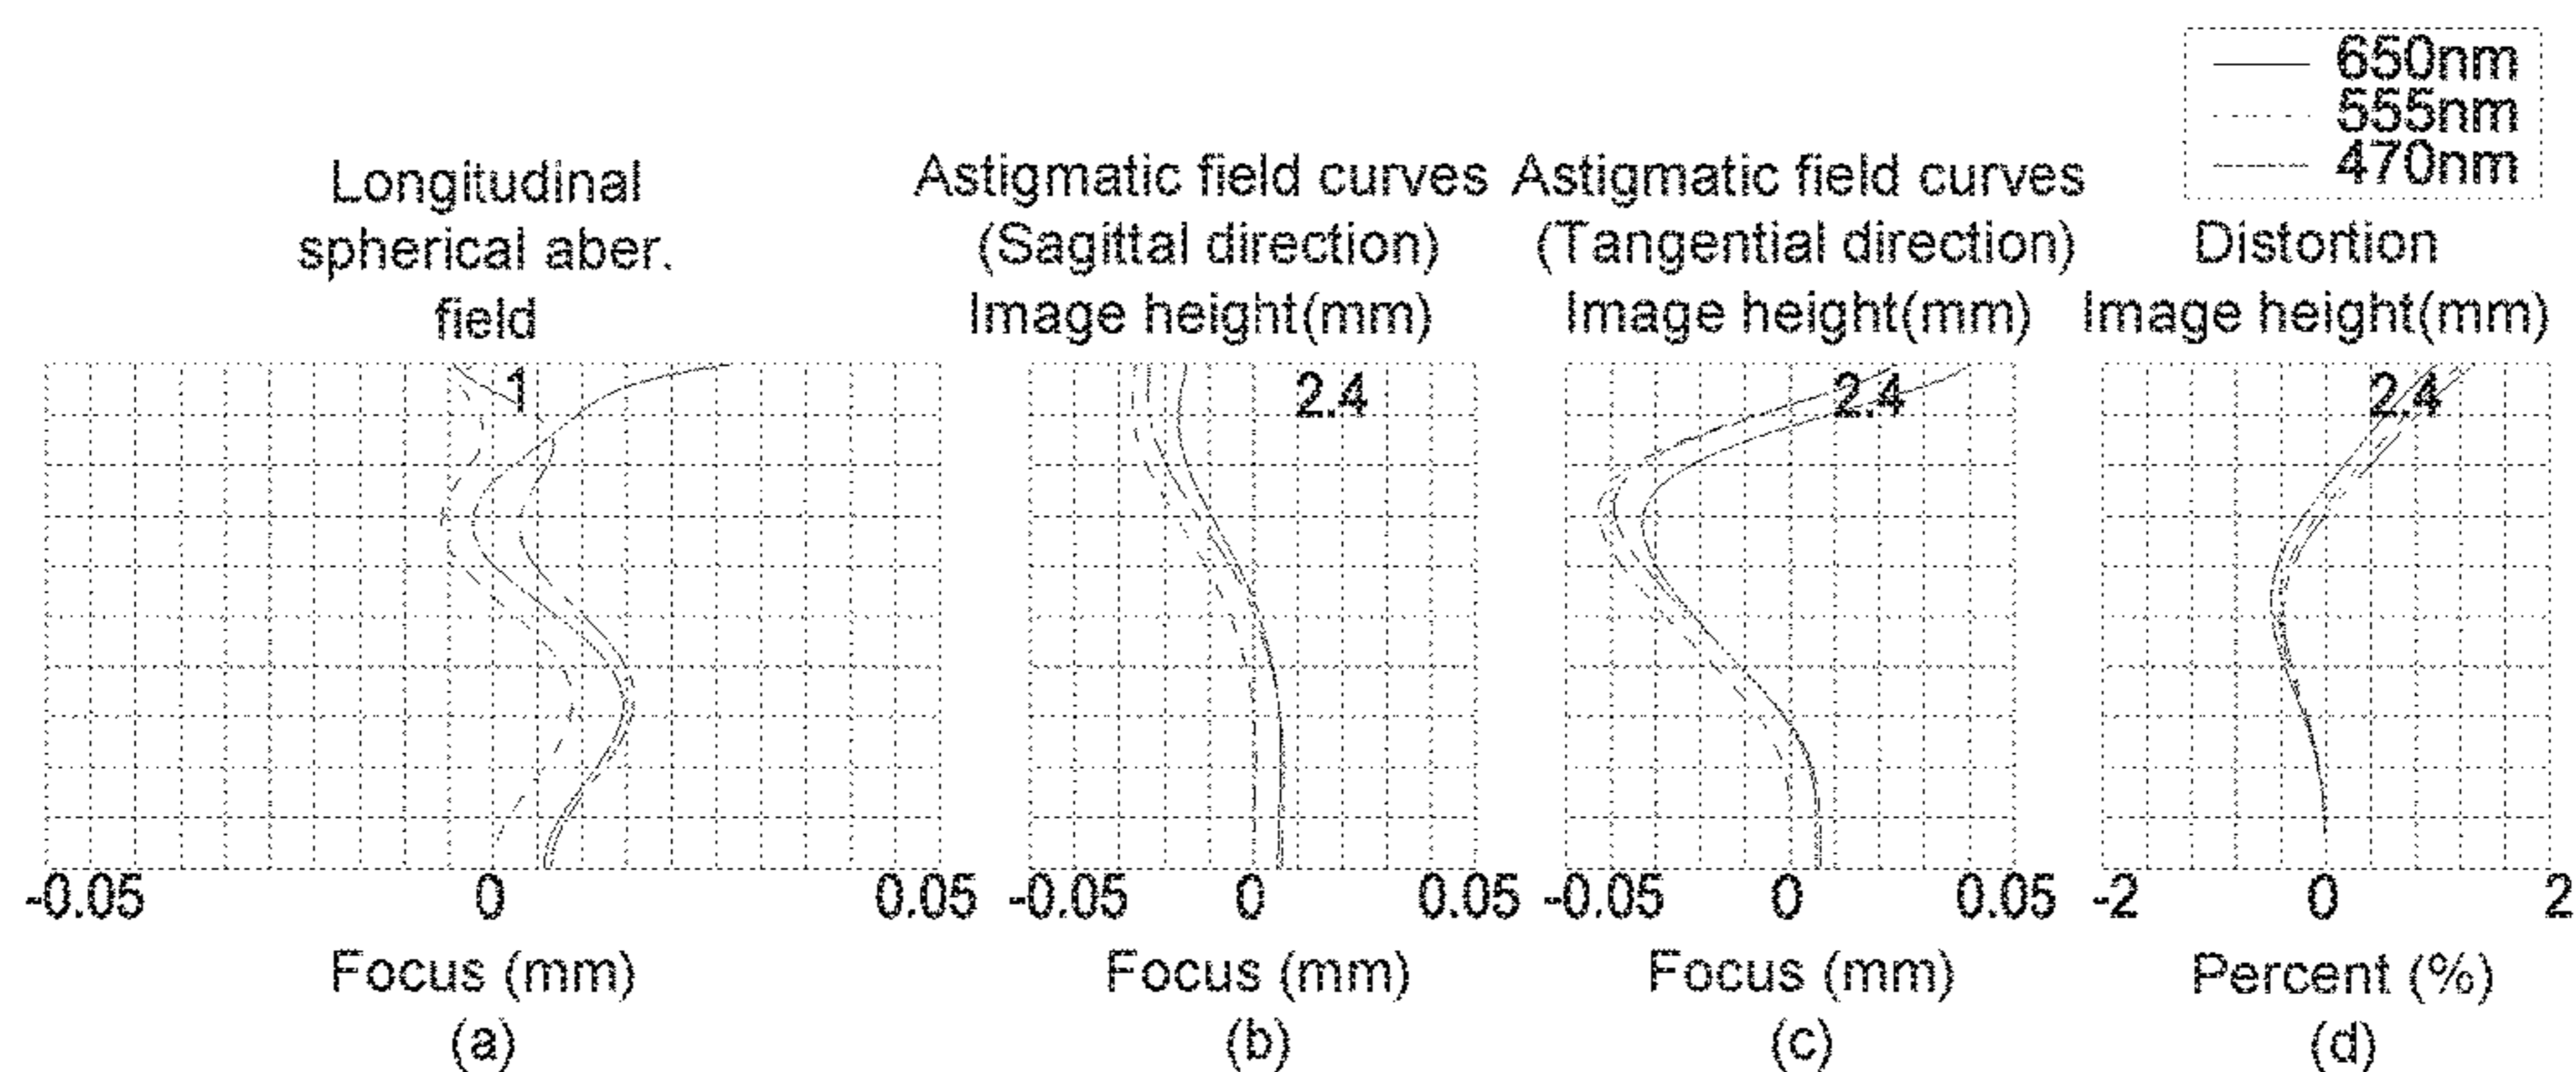 650nm
555nm
470nm
Longitudinal
spherical aber.
field
Astigmatic field curves
(Sagittal direction)
Image height(mm)
Astigmatic field curves
(Tangential direction)
Image height(mm)
Distortion
Image height(mm)
1
2.4
2.4
2.4
-0.05 0 0.05
-0.05 0 0.05
-0.05 0 0.05
-2 0 2
Focus (mm)
Focus (mm)
Focus (mm)
Percent (%)
(a)
(b)
(c)
(d)